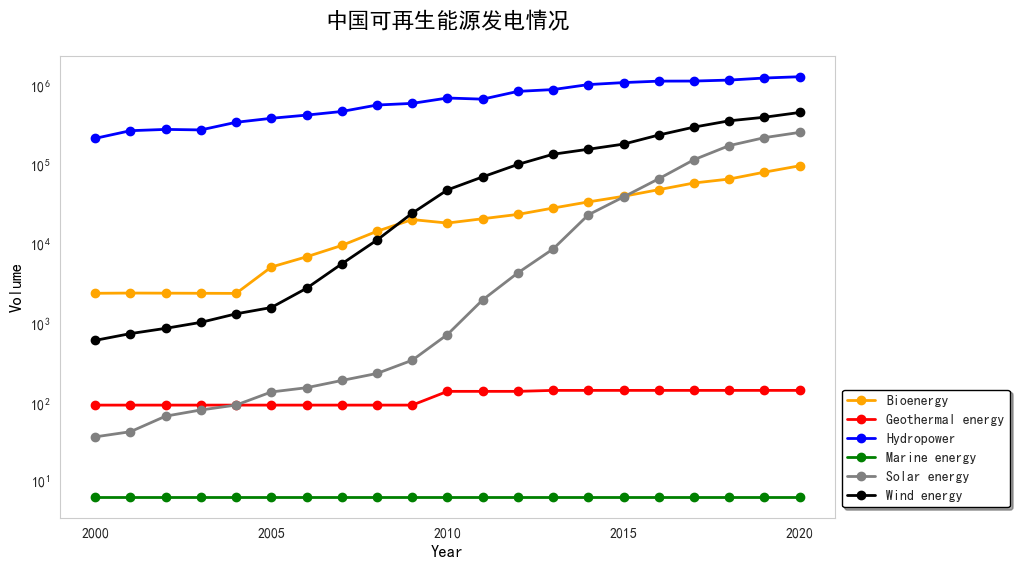 中国可再生能源发电情况
Volume
10⁶
10⁵
10⁴
10³
10²
10¹
2000 2005 2010 2015 2020
Year
Bioenergy
Geothermal energy
Hydropower
Marine energy
Solar energy
Wind energy